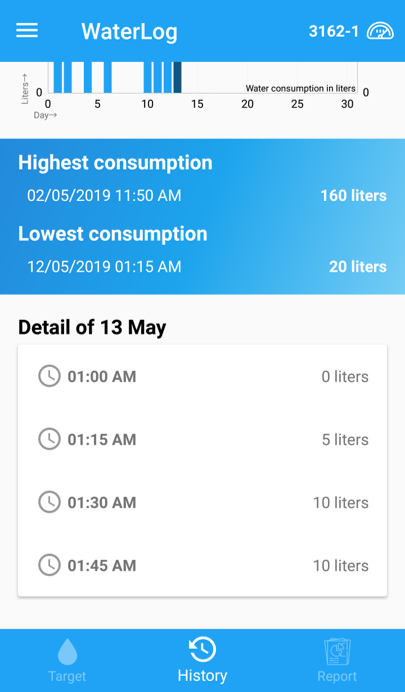 WaterLog
3162-1
Liters→
0
Water consumption in liters
0
0 5 10 15 20 25 30
Day→
Highest consumption
02/05/2019 11:50 AM 160 liters
Lowest consumption
12/05/2019 01:15 AM 20 liters
Detail of 13 May
01:00 AM 0 liters
01:15 AM 5 liters
01:30 AM 10 liters
01:45 AM 10 liters
Target History Report